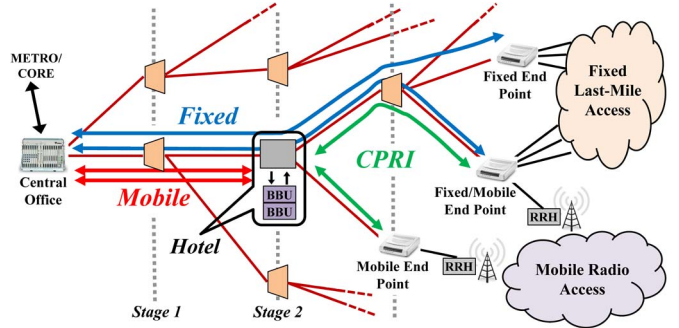 METRO/
CORE
Fixed
Fixed End
Point
Fixed
Last-Mile
Access
Central
Office
Mobile
CPRI
BBU
BBU
Fixed/Mobile
End Point
Hotel
RRH
Mobile End
Point
RRH
Mobile Radio
Access
Stage 1
Stage 2